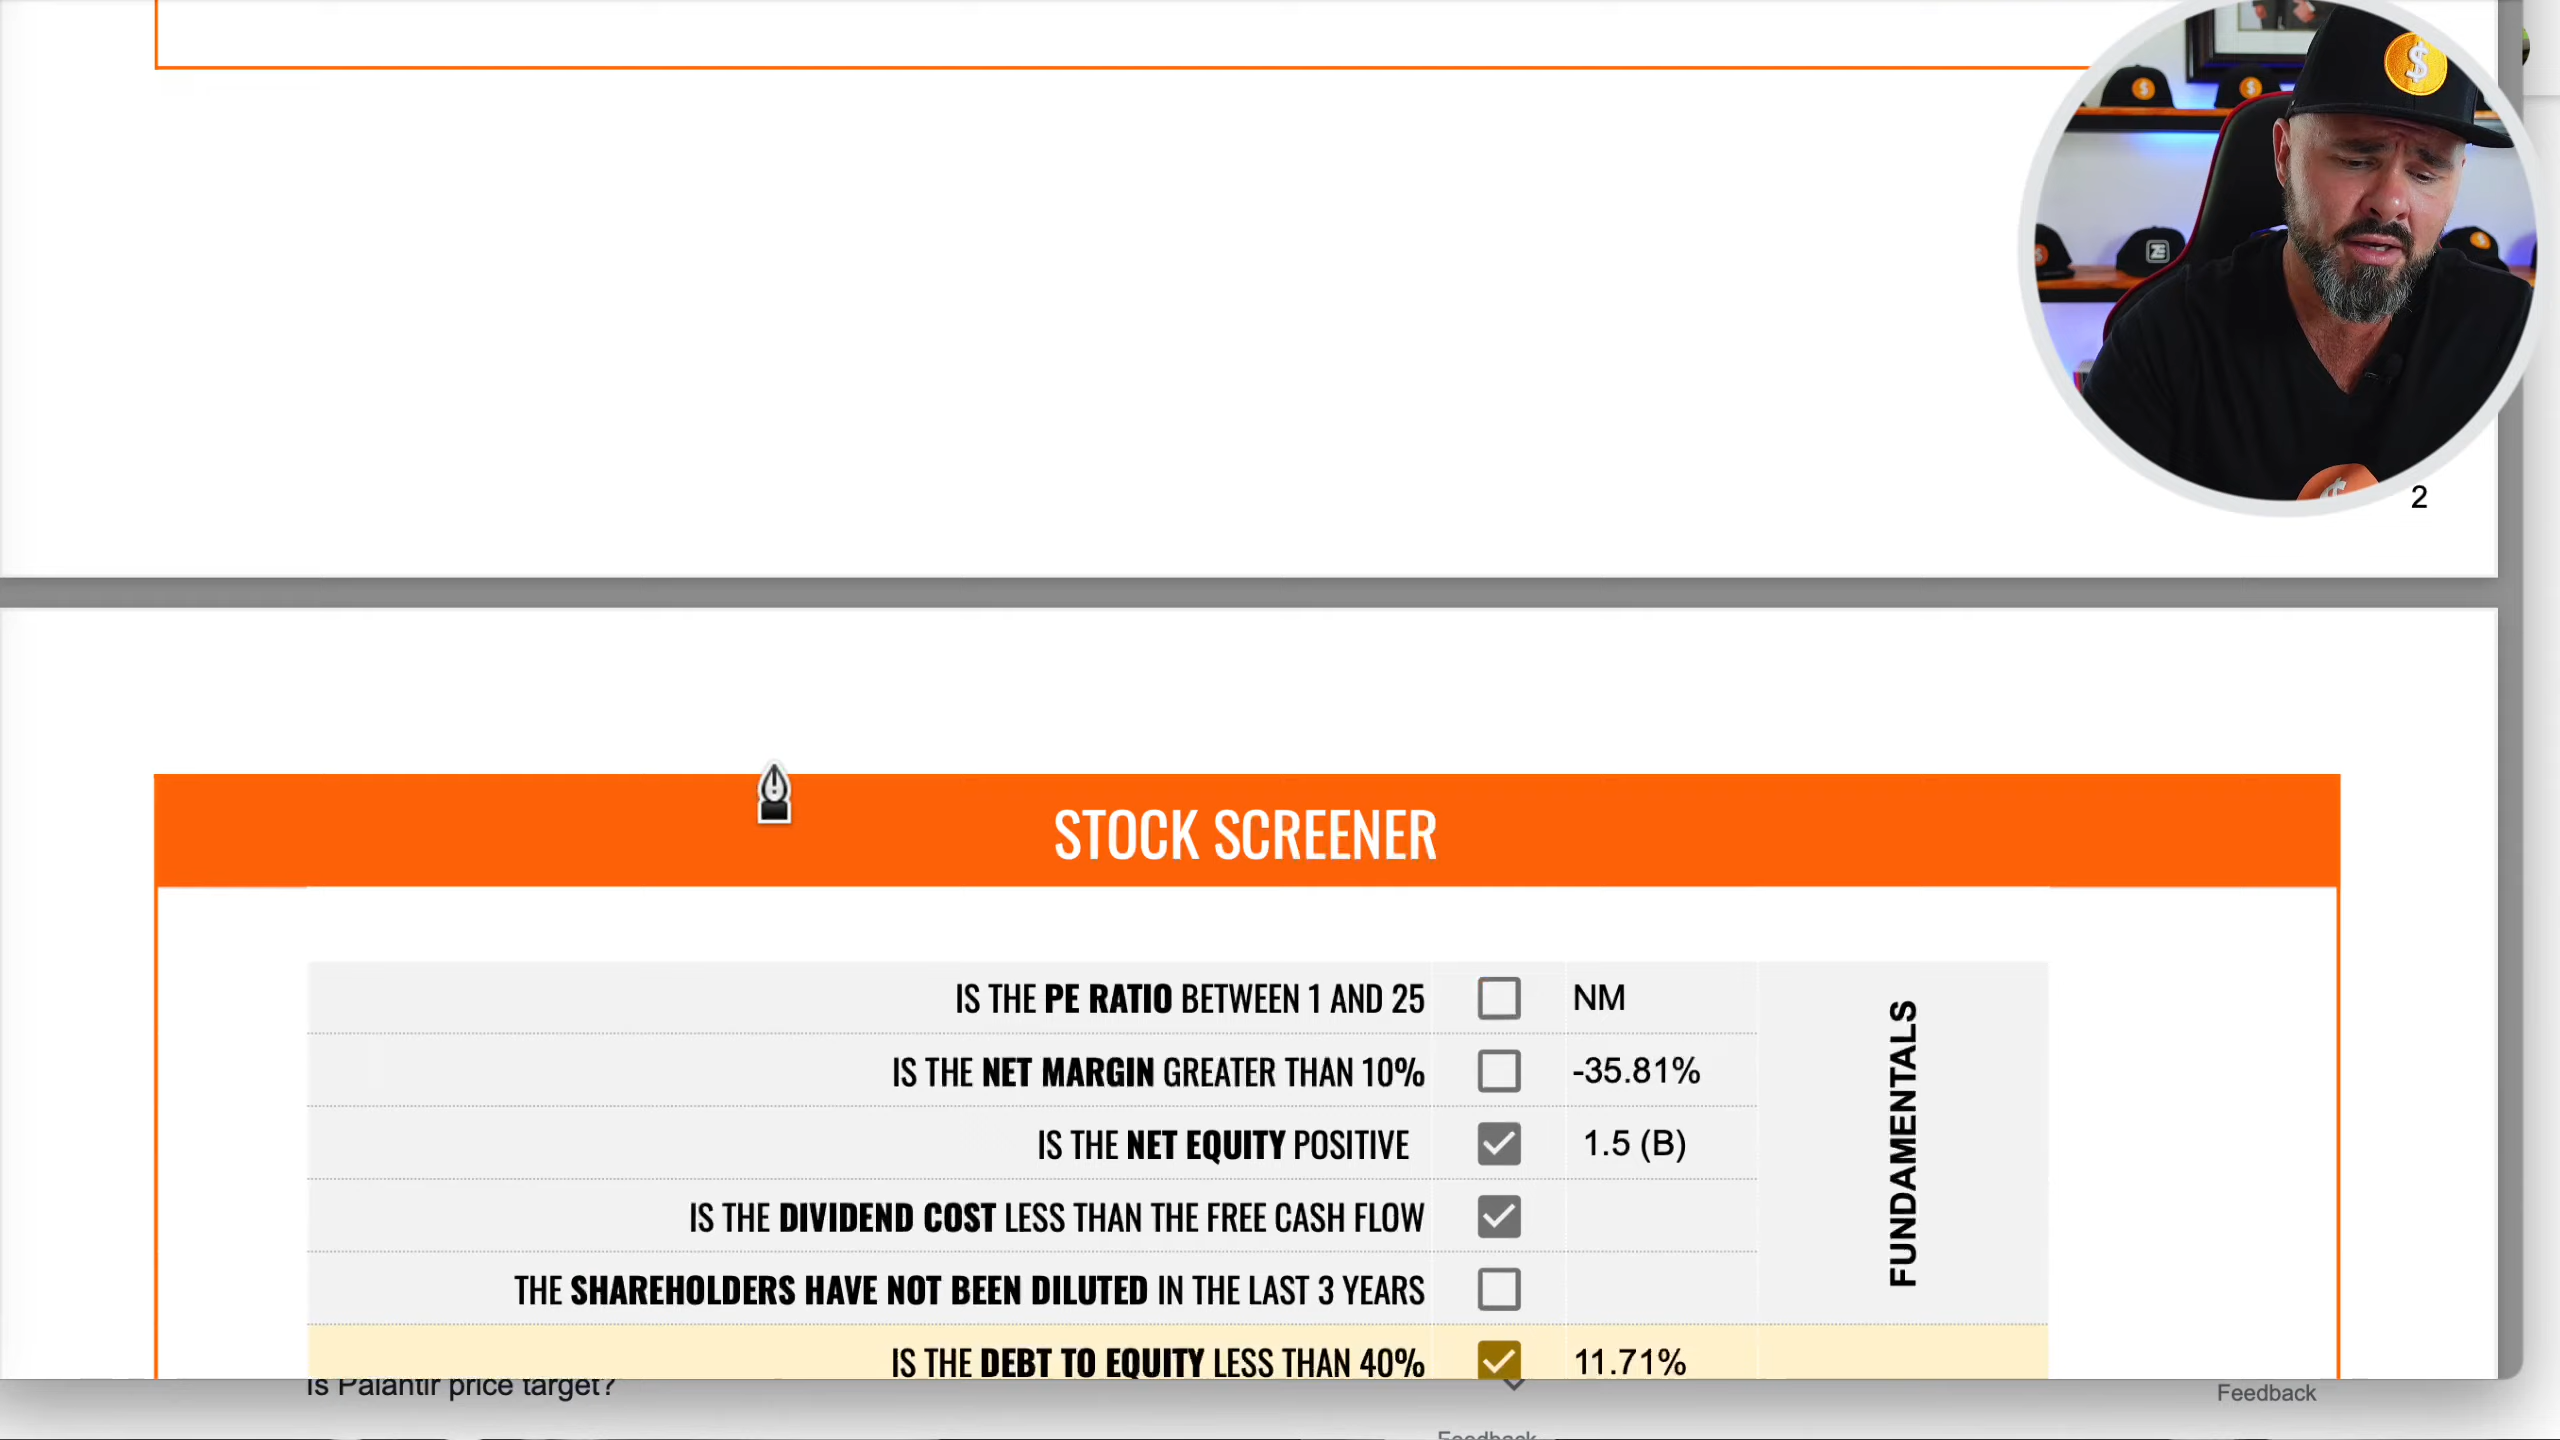 2
STOCK SCREENER
IS THE PE RATIO BETWEEN 1 AND 25 NM
IS THE NET MARGIN GREATER THAN 10% -35.81%
IS THE NET EQUITY POSITIVE 1.5 (B)
IS THE DIVIDEND COST LESS THAN THE FREE CASH FLOW
THE SHAREHOLDERS HAVE NOT BEEN DILUTED IN THE LAST 3 YEARS
FUNDAMENTALS
IS THE DEBT TO EQUITY LESS THAN 40% 11.71%
is Palantir price target?
Feedback
Feedback